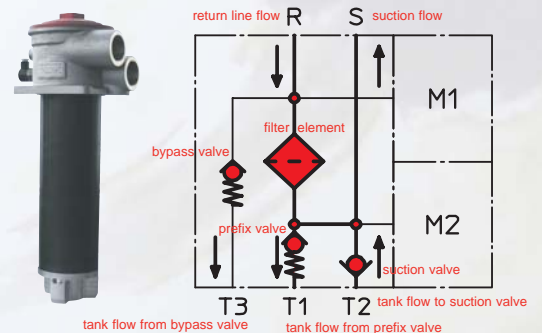 return line flow R S suction flow
M1
filter element
bypass valve
prefix valve
M2
suction valve
T3 T1 T2 tank flow to suction valve
tank flow from bypass valve tank flow from prefix valve